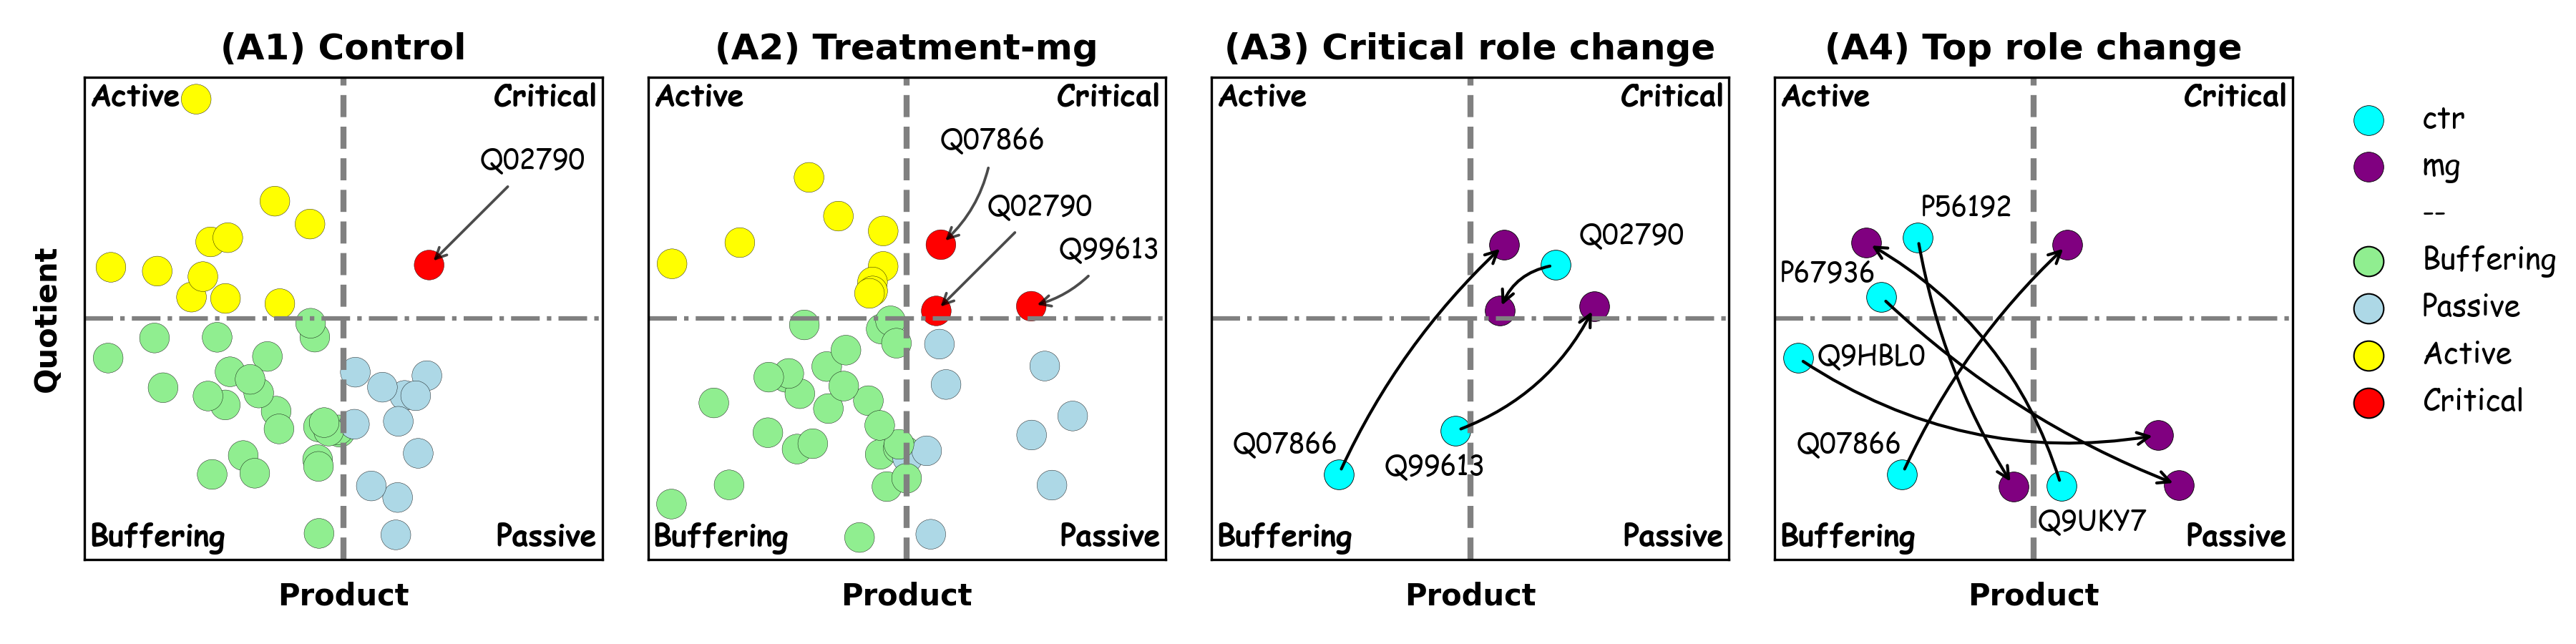 (A1) Control
Active
Critical
Q02790
Buffering
Passive
Quotient
Product
(A2) Treatment-mg
Active
Critical
Q07866
Q02790
Q99613
Buffering
Passive
Product
(A3) Critical role change
Active
Critical
Q02790
Q07866
Q99613
Buffering
Passive
Product
(A4) Top role change
Active
Critical
P56192
P67936
Q9HBL0
Q07866
Q9UKY7
Buffering
Passive
Product
ctr
mg
--
Buffering
Passive
Active
Critical